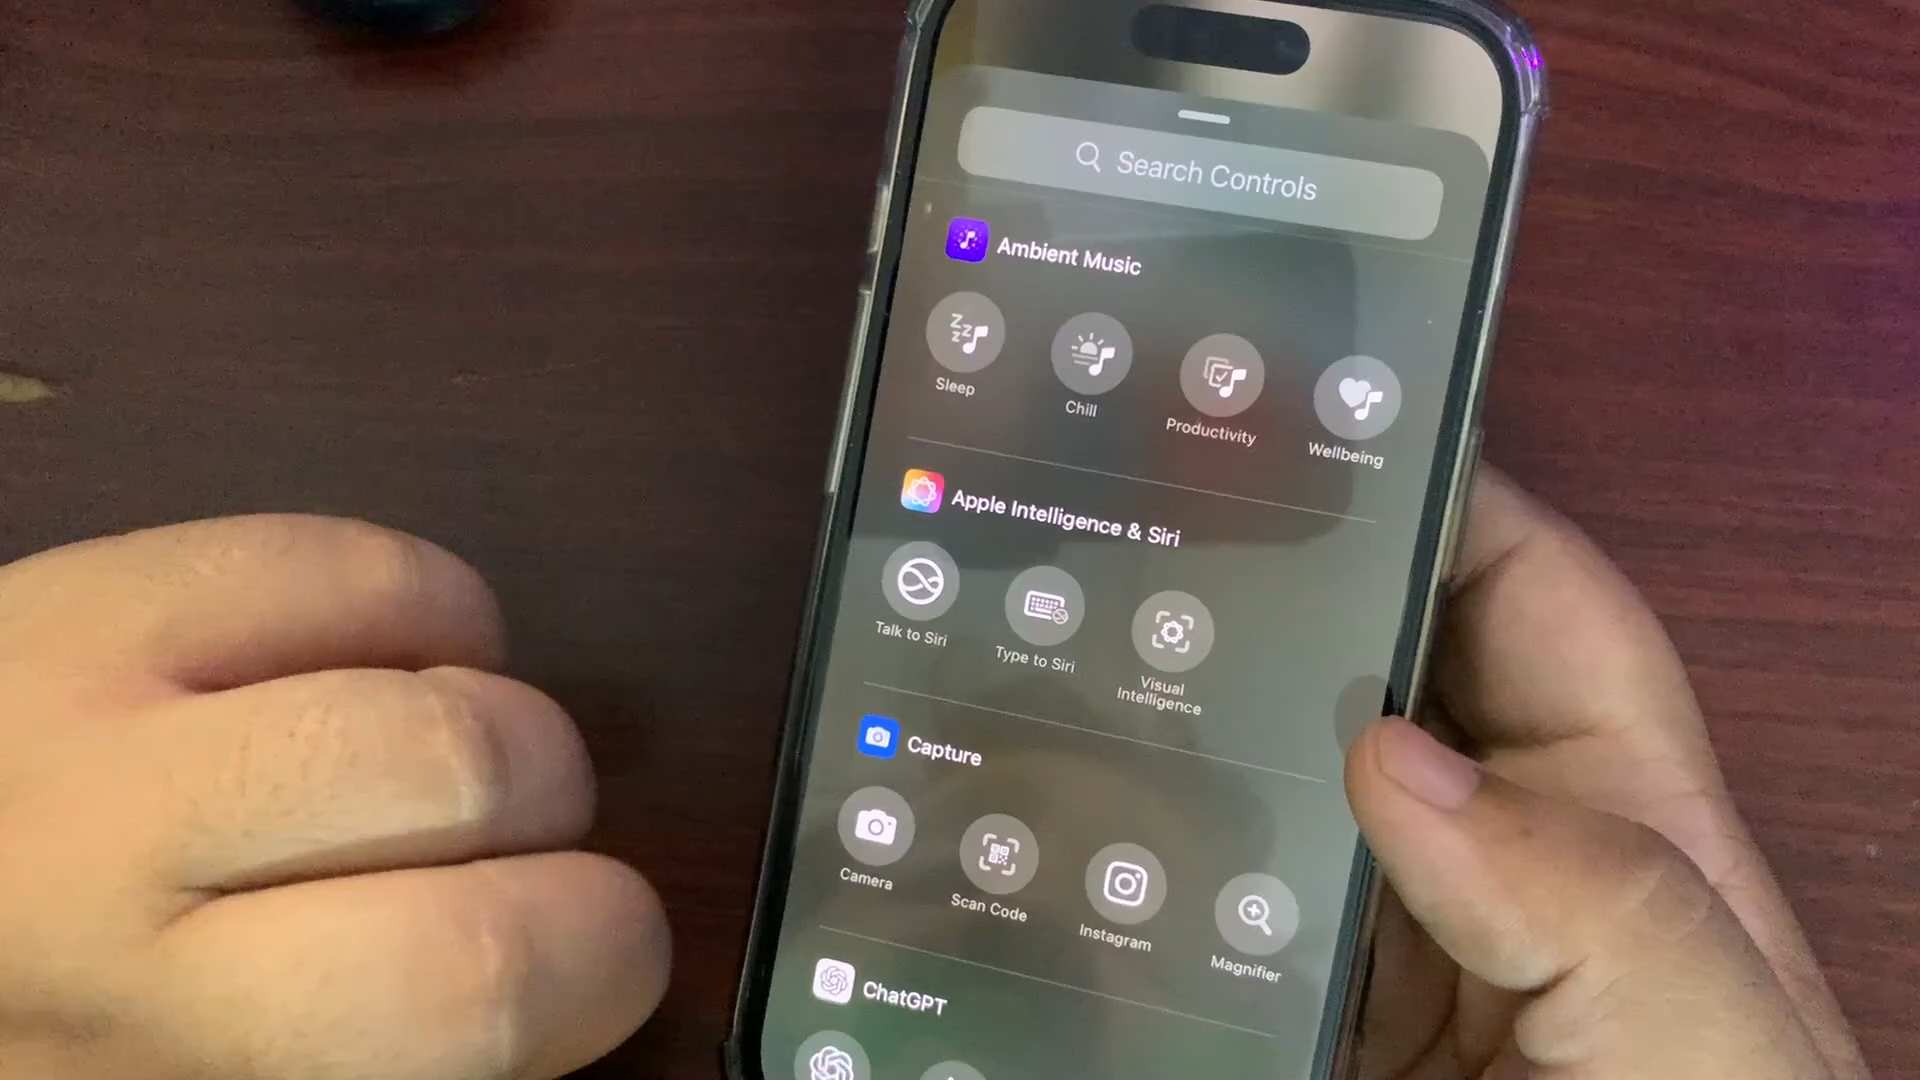 Search Controls
Ambient Music
Sleep
Chill
Productivity
Wellbeing
Apple Intelligence & Siri
Talk to Siri
Type to Siri
Visual
Intelligence
Capture
Camera
Scan Code
Instagram
Magnifier
ChatGPT